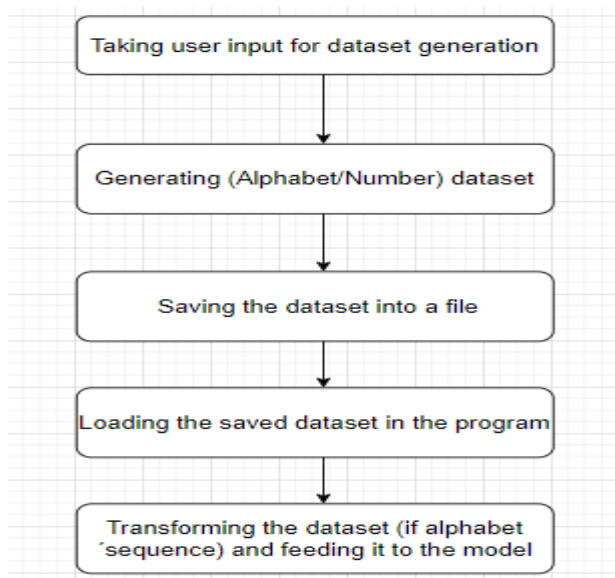 Taking user input for dataset generation
Generating (Alphabet/Number) dataset
Saving the dataset into a file
Loading the saved dataset in the program
Transforming the dataset (if alphabet
´sequence) and feeding it to the model